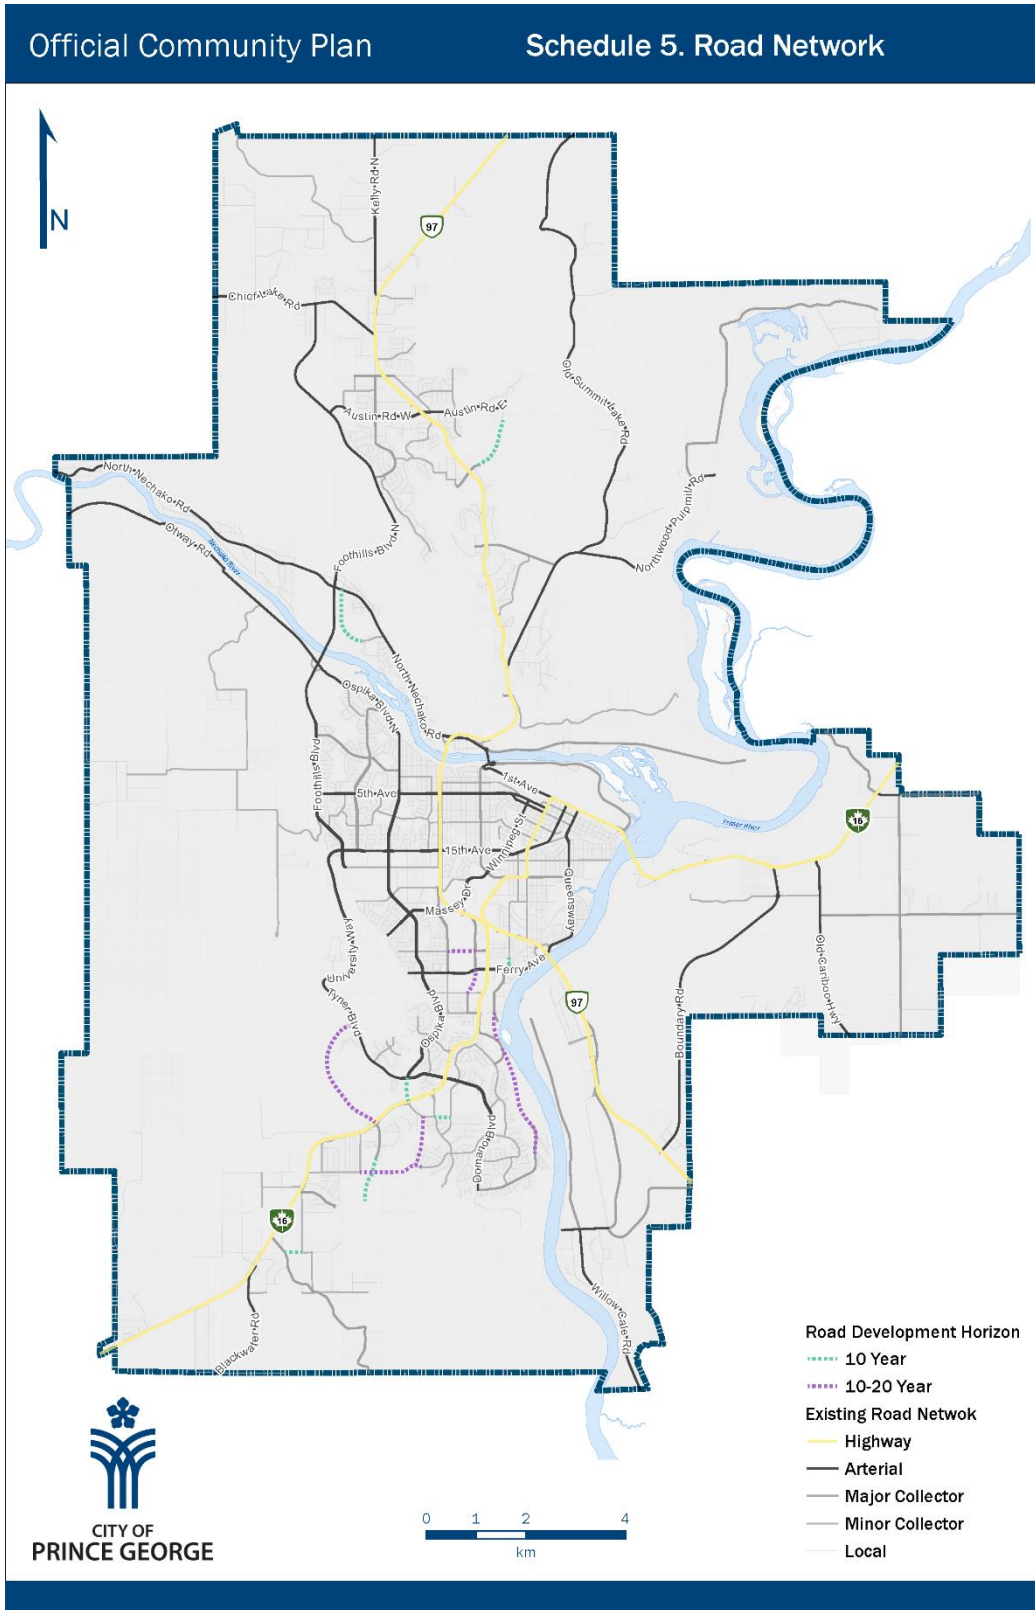 Official Community Plan
Schedule 5. Road Network
N
Kelly Rd N
97
Chief Lake Rd
Old Summit Lake Rd
Austin Rd W
Austin Rd E
North Nechako Rd
Otway Rd
Nechako River
Foothills Blvd N
Northwood Pulpmill Rd
North Nechako Rd
Ospika Blvd N
Foothills Blvd
1st Ave
5th Ave
Winnipeg St
Fraser River
16
15th Ave
Queensway
Massey Dr
University Way
Ferry Ave
Old Cariboo Hwy
Tyner Blvd
Ospika Blvd
97
Boundary Rd
Domano Blvd
16
Blackwater Rd
Willow Cale Rd
Road Development Horizon
10 Year
10-20 Year
Existing Road Netwok
Highway
Arterial
Major Collector
Minor Collector
Local
CITY OF
PRINCE GEORGE
0 1 2 4
km